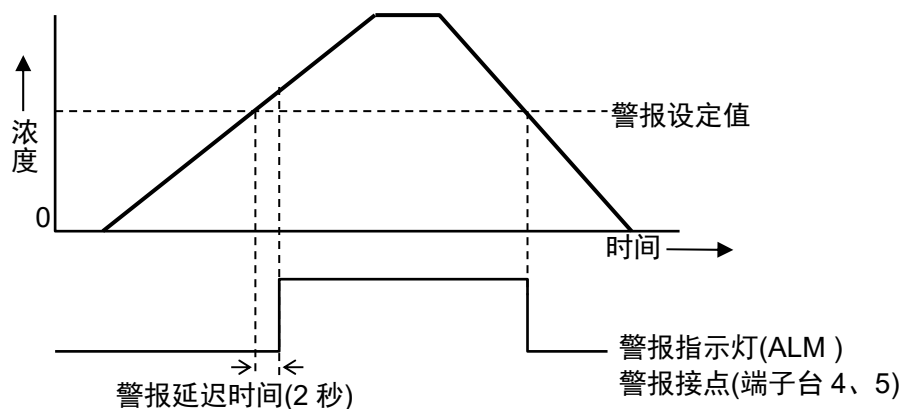 警报设定值
浓度
0
时间
警报指示灯(ALM )
警报接点(端子台 4、5)
警报延迟时间(2 秒)